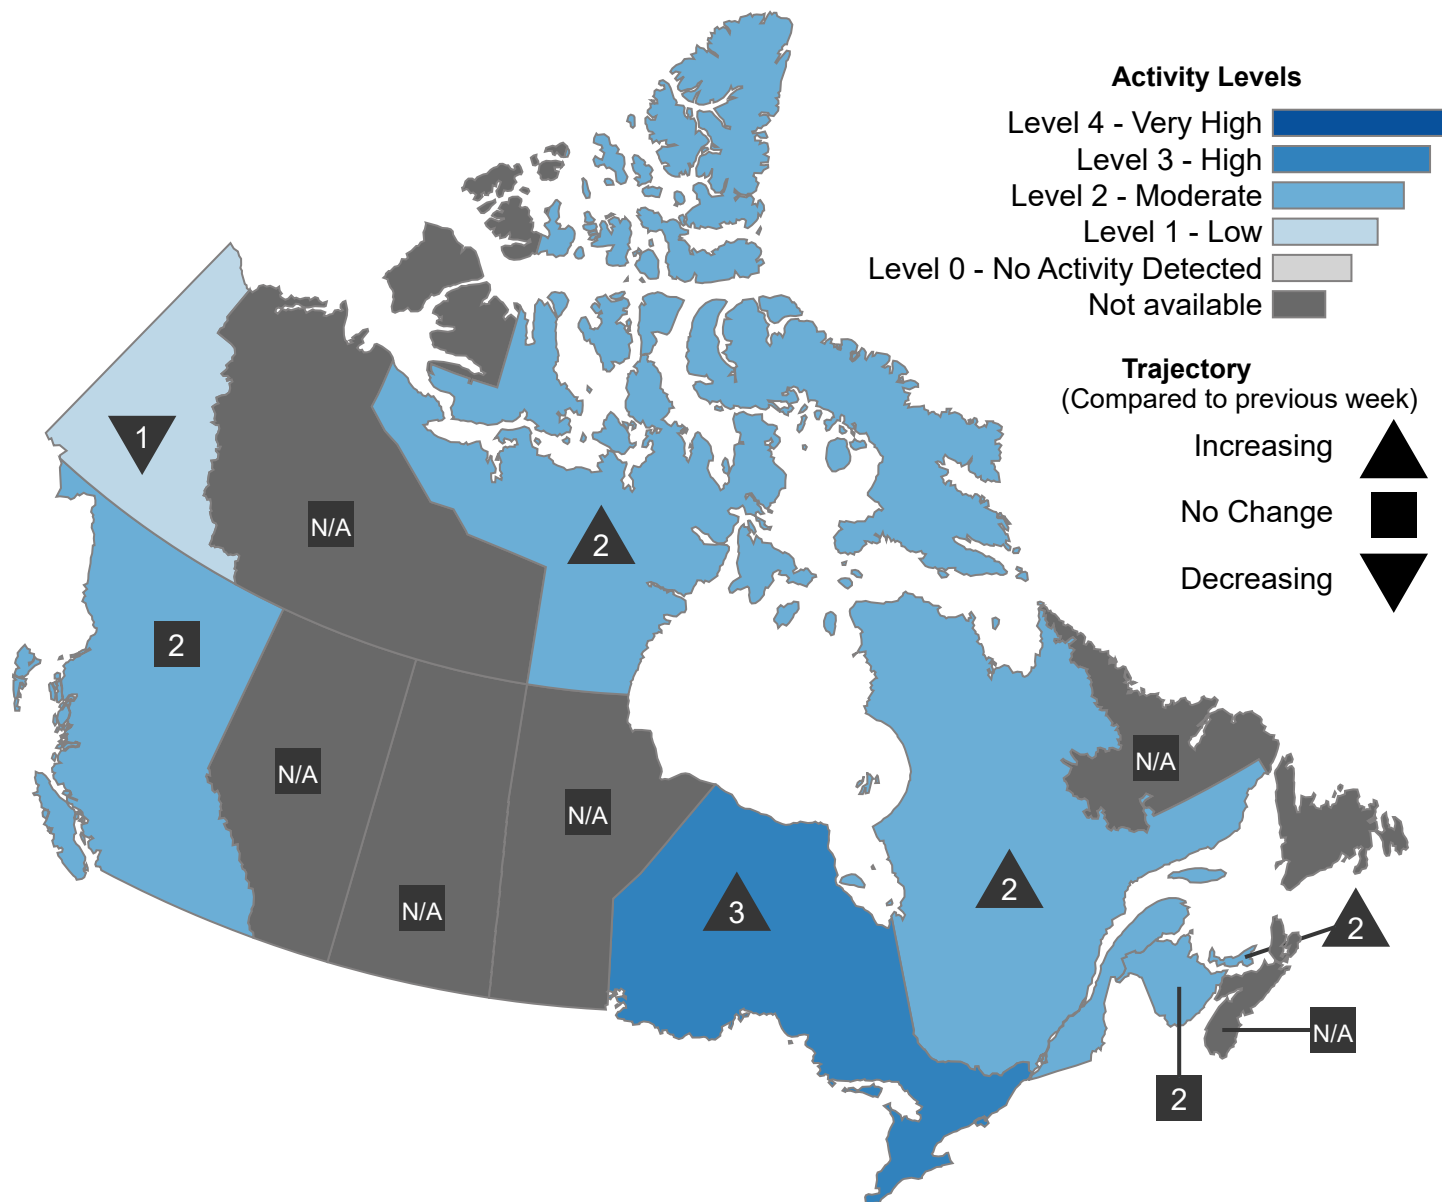 Activity Levels
Level 4 - Very High
Level 3 - High
Level 2 - Moderate
Level 1 - Low
Level 0 - No Activity Detected
Not available
Trajectory
(Compared to previous week)
Increasing
No Change
Decreasing
1
N/A
2
2
N/A
N/A
N/A
N/A
3
2
2
N/A
2